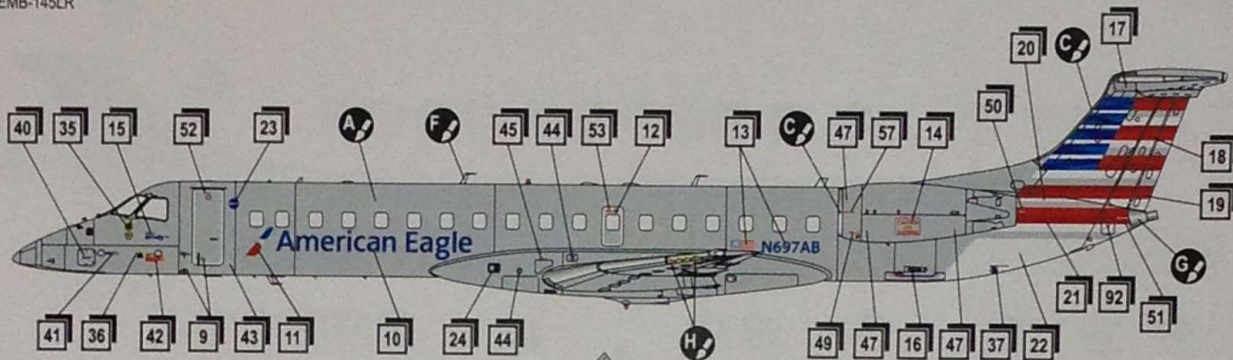 EMB-145LR
17
20 C
50
40 35 15 52 23 A F 45 44 53 12 13 C 47 57 14
18
19
American Eagle
N697AB
G
41 36 42 9 43 11 10 24 44 H 49 47 16 47 37 22 21 92 51